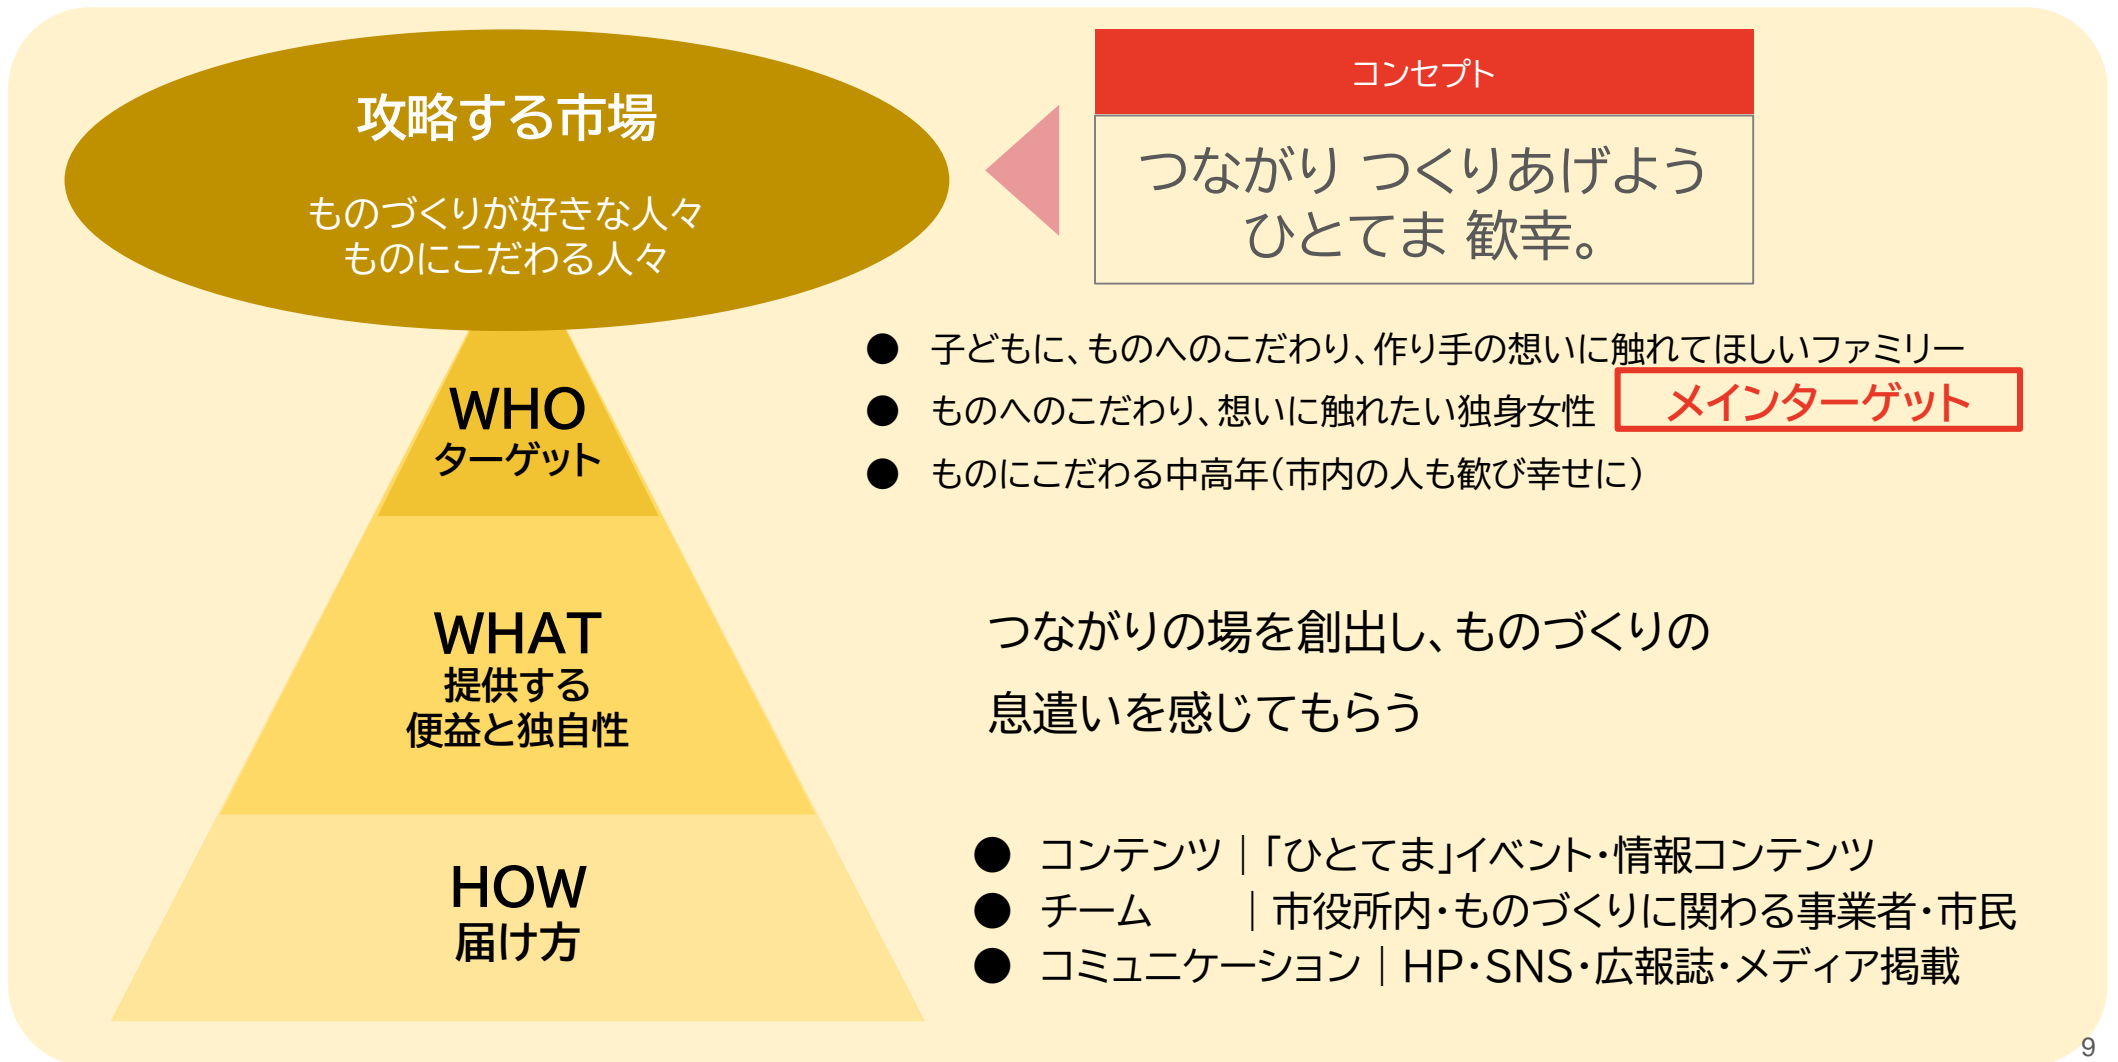 攻略する市場
ものづくりが好きな人々
ものにこだわる人々
コンセプト
つながり つくりあげよう
ひとてま 歓幸。
WHO
ターゲット
● 子どもに、ものへのこだわり、作り手の想いに触れてほしいファミリー
● ものへのこだわり、想いに触れたい独身女性
メインターゲット
● ものにこだわる中高年(市内の人も歓び幸せに)
WHAT
提供する
便益と独自性
つながりの場を創出し、ものづくりの
息遣いを感じてもらう
HOW
届け方
● コンテンツ|「ひとてま」イベント・情報コンテンツ
● チーム |市役所内・ものづくりに関わる事業者・市民
● コミュニケーション|HP・SNS・広報誌・メディア掲載
9